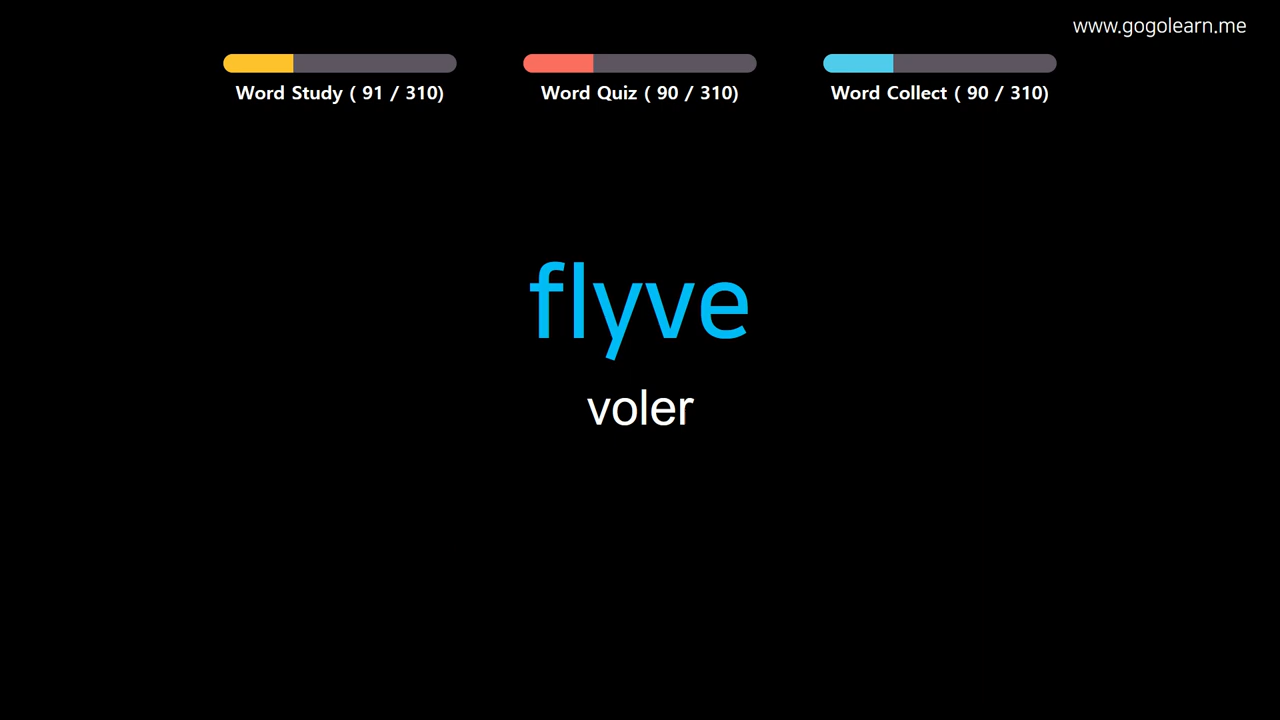 www.gogolearn.me
Word Study ( 91 / 310)
Word Quiz ( 90 / 310)
Word Collect ( 90 / 310)
flyve
voler